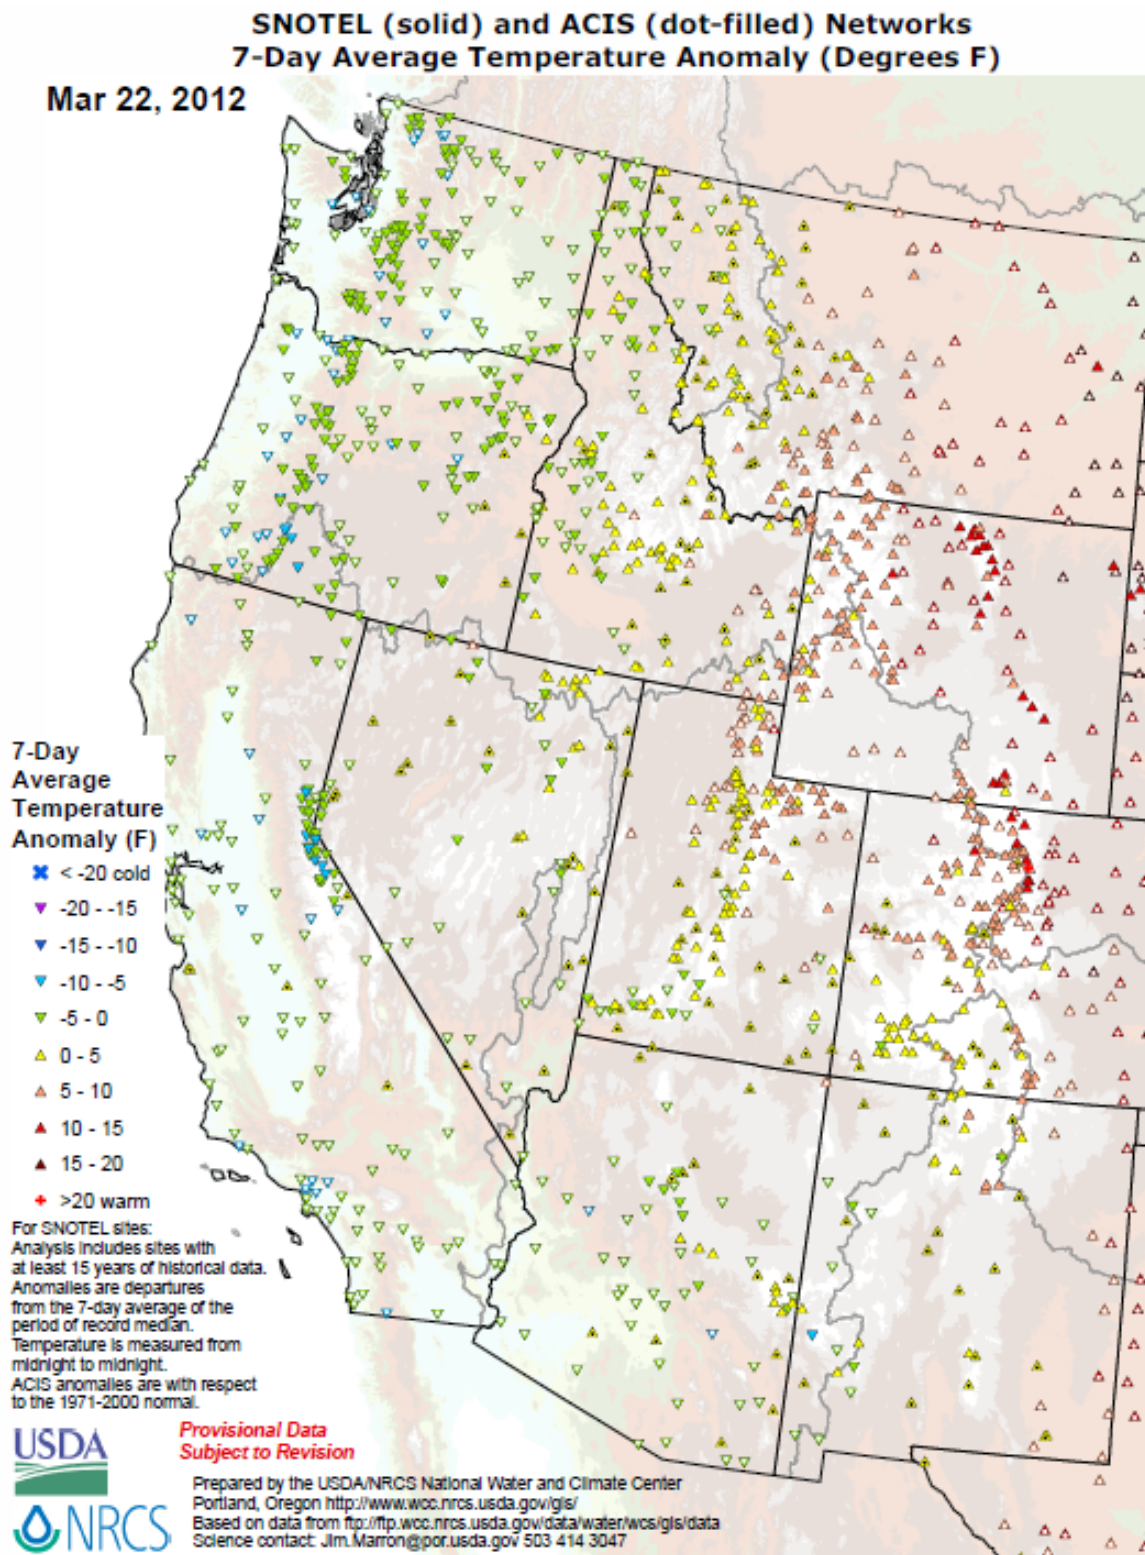 SNOTEL (solid) and ACIS (dot-filled) Networks
7-Day Average Temperature Anomaly (Degrees F)
Mar 22, 2012
7-Day
Average
Temperature
Anomaly (F)
< -20 cold
-20 - -15
-15 - -10
-10 - -5
-5 - 0
0 - 5
5 - 10
10 - 15
15 - 20
>20 warm
For SNOTEL sites:
Analysis includes sites with
at least 15 years of historical data.
Anomalies are departures
from the 7-day average of the
period of record median.
Temperature is measured from
midnight to midnight.
ACIS anomalies are with respect
to the 1971-2000 normal.
USDA
NRCS
Provisional Data
Subject to Revision
Prepared by the USDA/NRCS National Water and Climate Center
Portland, Oregon http://www.wcc.nrcs.usda.gov/gis/
Based on data from ftp://ftp.wcc.nrcs.usda.gov/data/water/wcs/gis/data
Science contact: Jim.Marron@por.usda.gov 503 414 3047